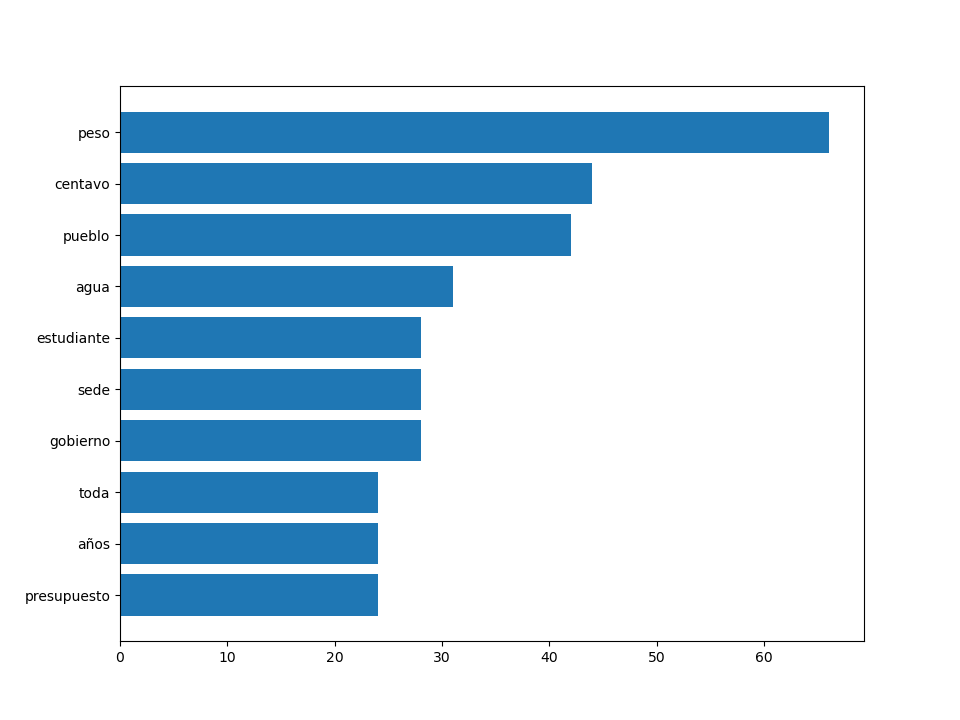 peso
centavo
pueblo
agua
estudiante
sede
gobierno
toda
años
presupuesto
0 10 20 30 40 50 60